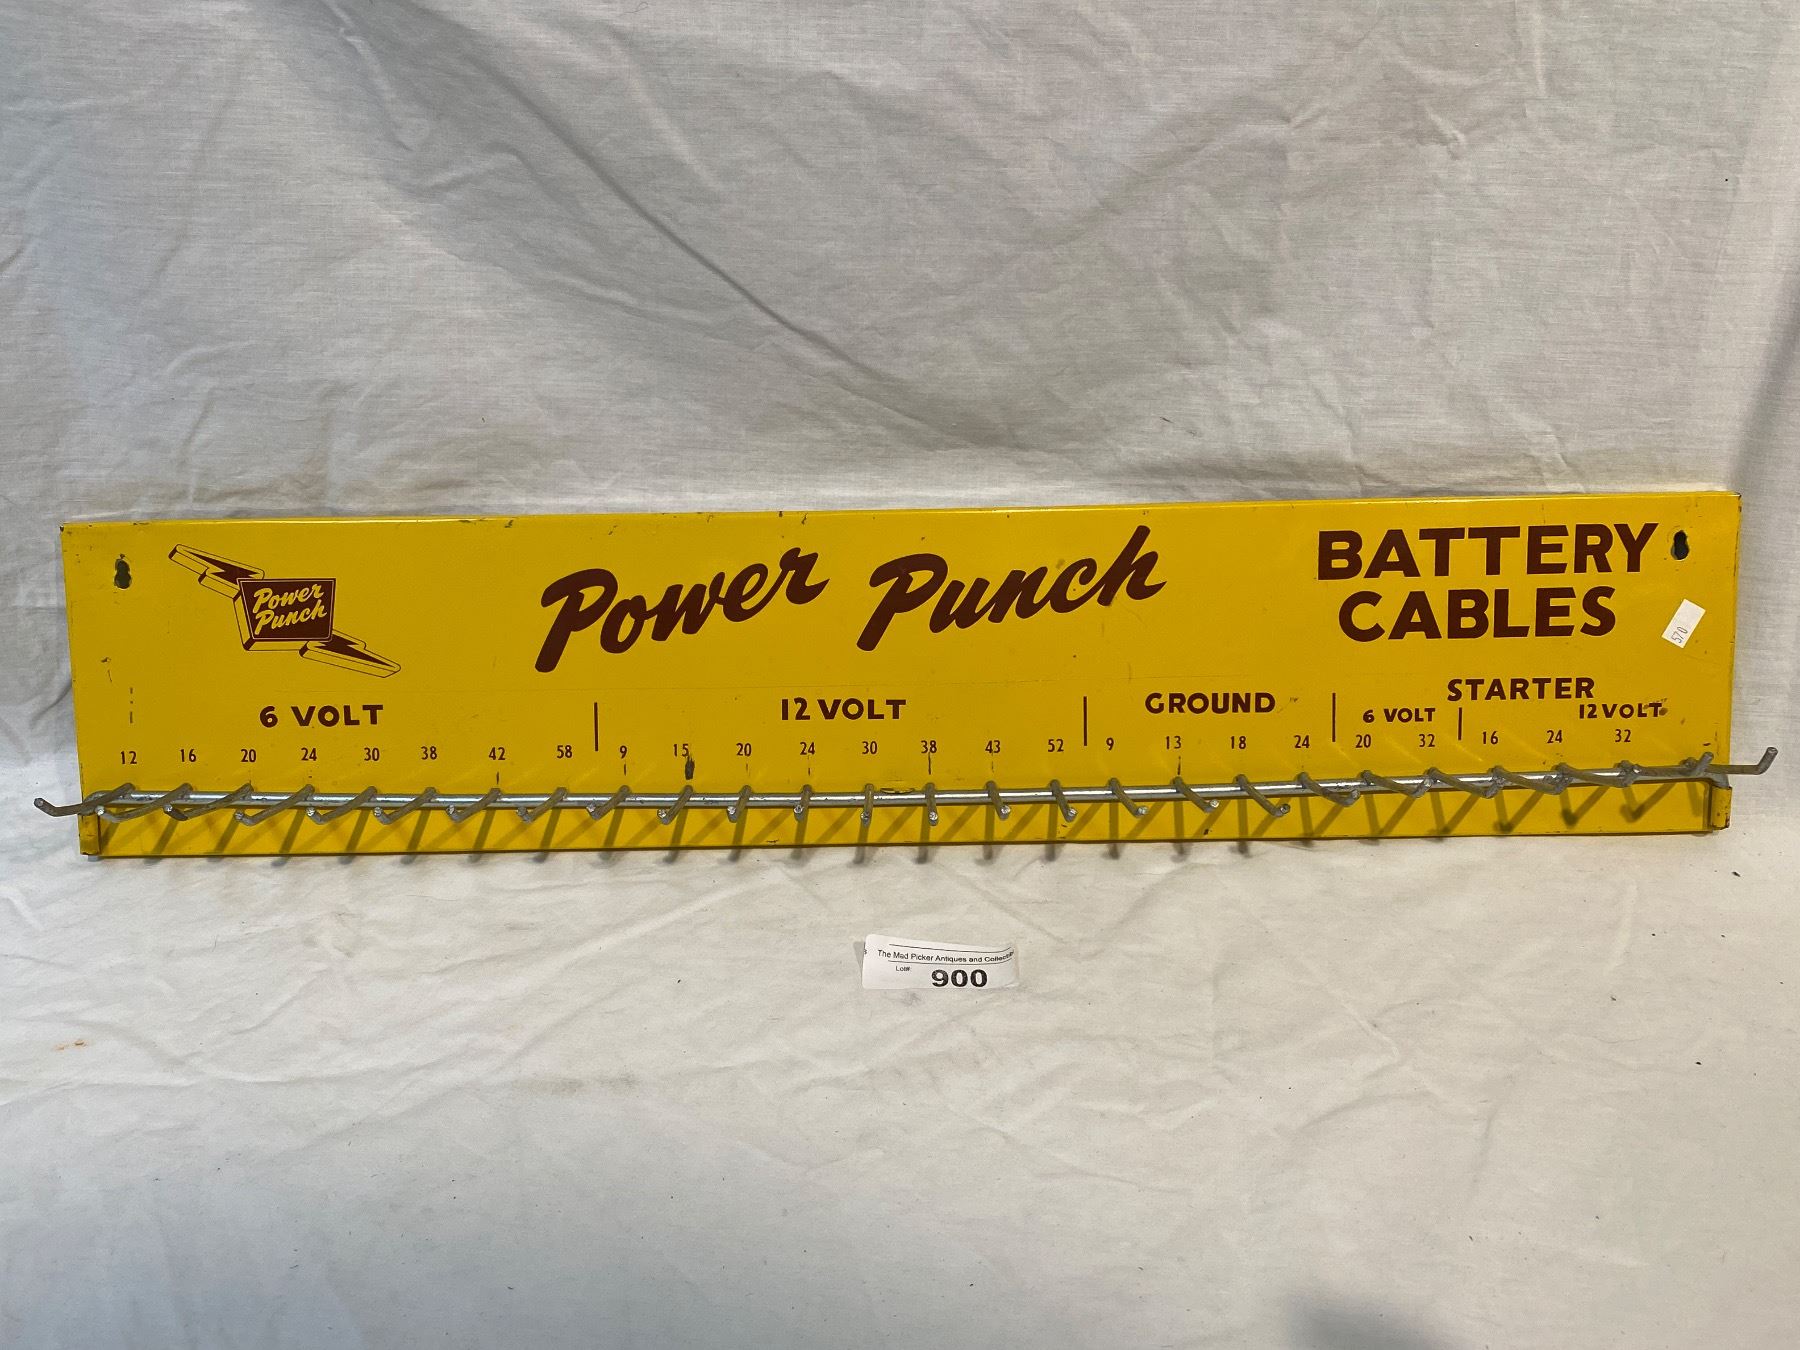 Power Punch
BATTERY
CABLES
Power
Punch
570
6 VOLT
12 VOLT
GROUND
STARTER
6 VOLT
12 VOLT
12 16 20 24 30 38 42 58 9 15 20 24 30 38 43 52 9 13 18 24 20 32 16 24 32
The Mad Picker Antiques and
Lot#: 900